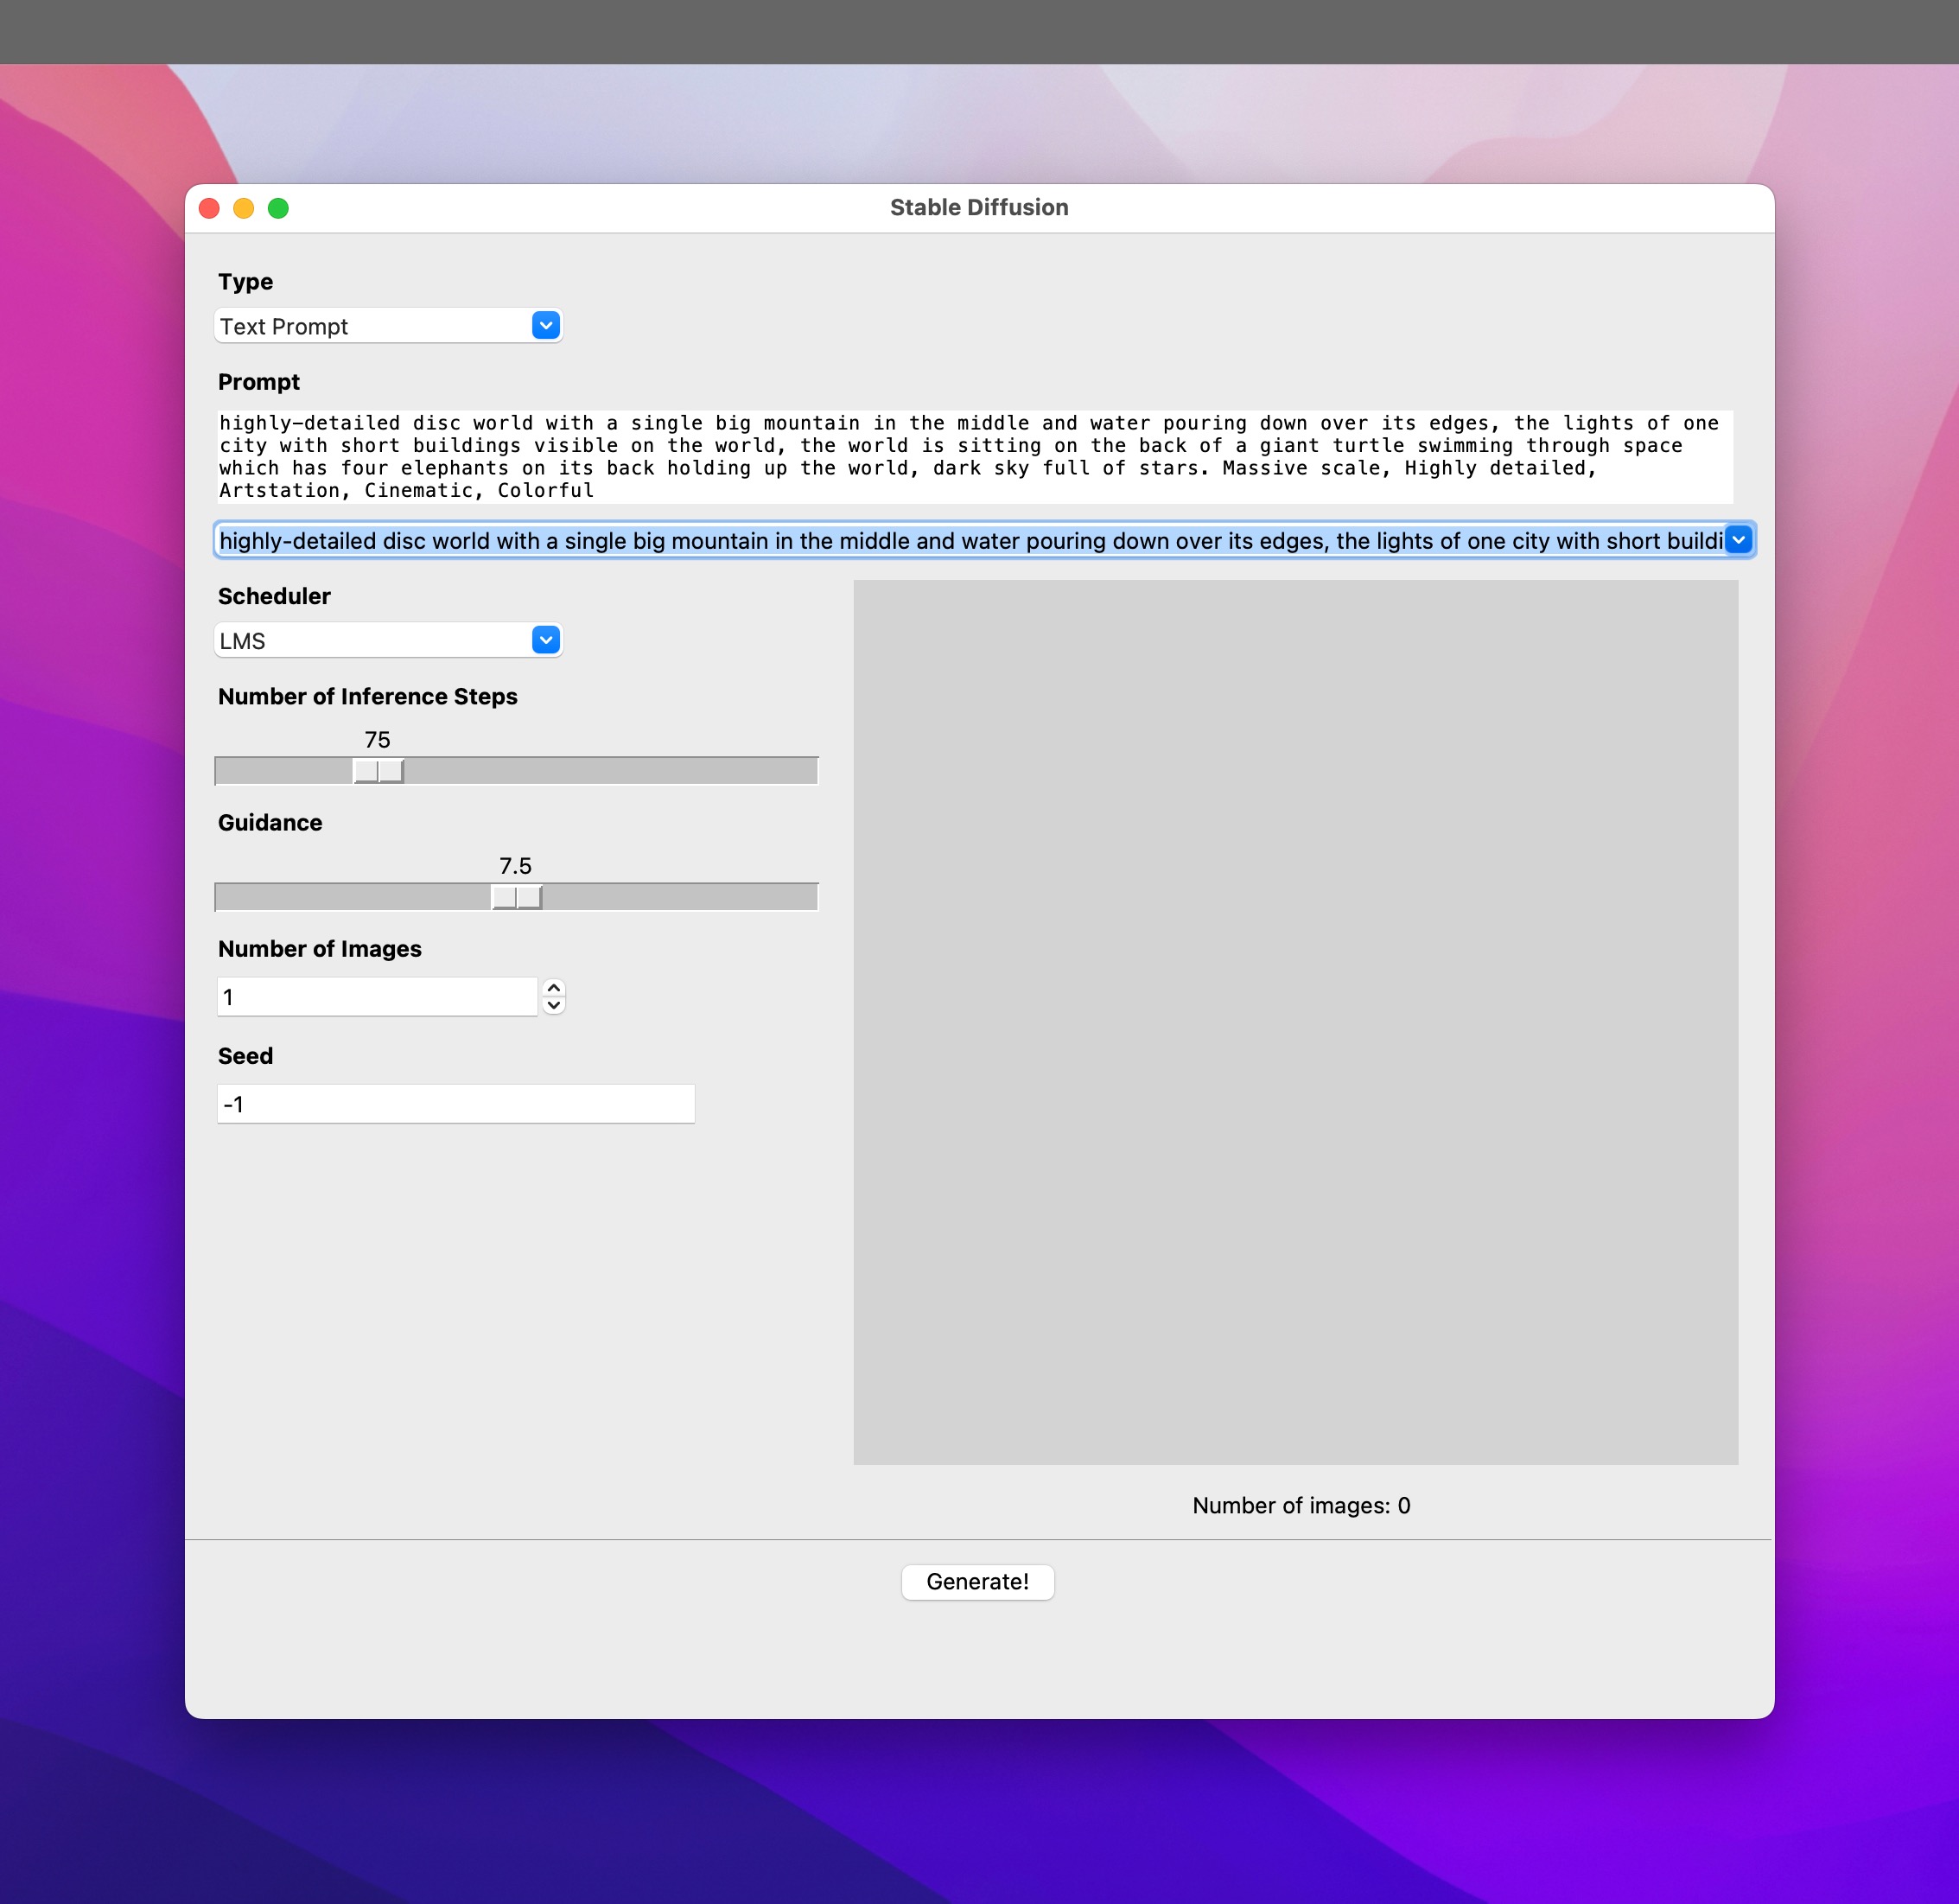 Stable Diffusion
Type
Text Prompt
Prompt
highly-detailed disc world with a single big mountain in the middle and water pouring down over its edges, the lights of one
city with short buildings visible on the world, the world is sitting on the back of a giant turtle swimming through space
which has four elephants on its back holding up the world, dark sky full of stars. Massive scale, Highly detailed,
Artstation, Cinematic, Colorful
highly-detailed disc world with a single big mountain in the middle and water pouring down over its edges, the lights of one city with short buildi
Scheduler
LMS
Number of Inference Steps
75
Guidance
7.5
Number of Images
1
Seed
-1
Number of images: 0
Generate!